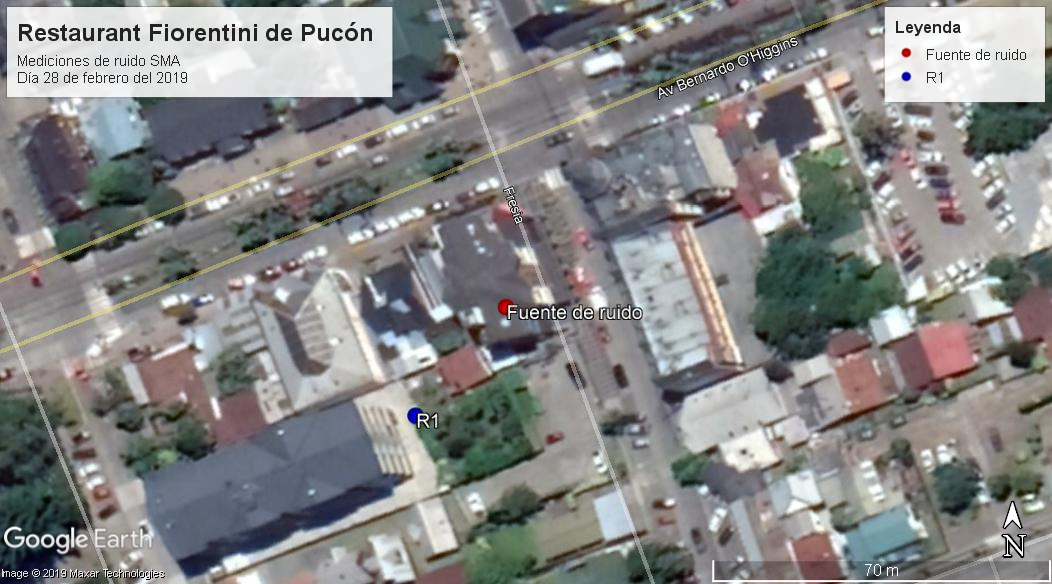 Restaurant Fiorentini de Pucón
Mediciones de ruido SMA
Día 28 de febrero del 2019
Leyenda
Fuente de ruido
R1
Av Bernardo O'Higgins
Fresia
Fuente de ruido
R1
Google Earth
Image © 2019 Maxar Technologies
70 m
N